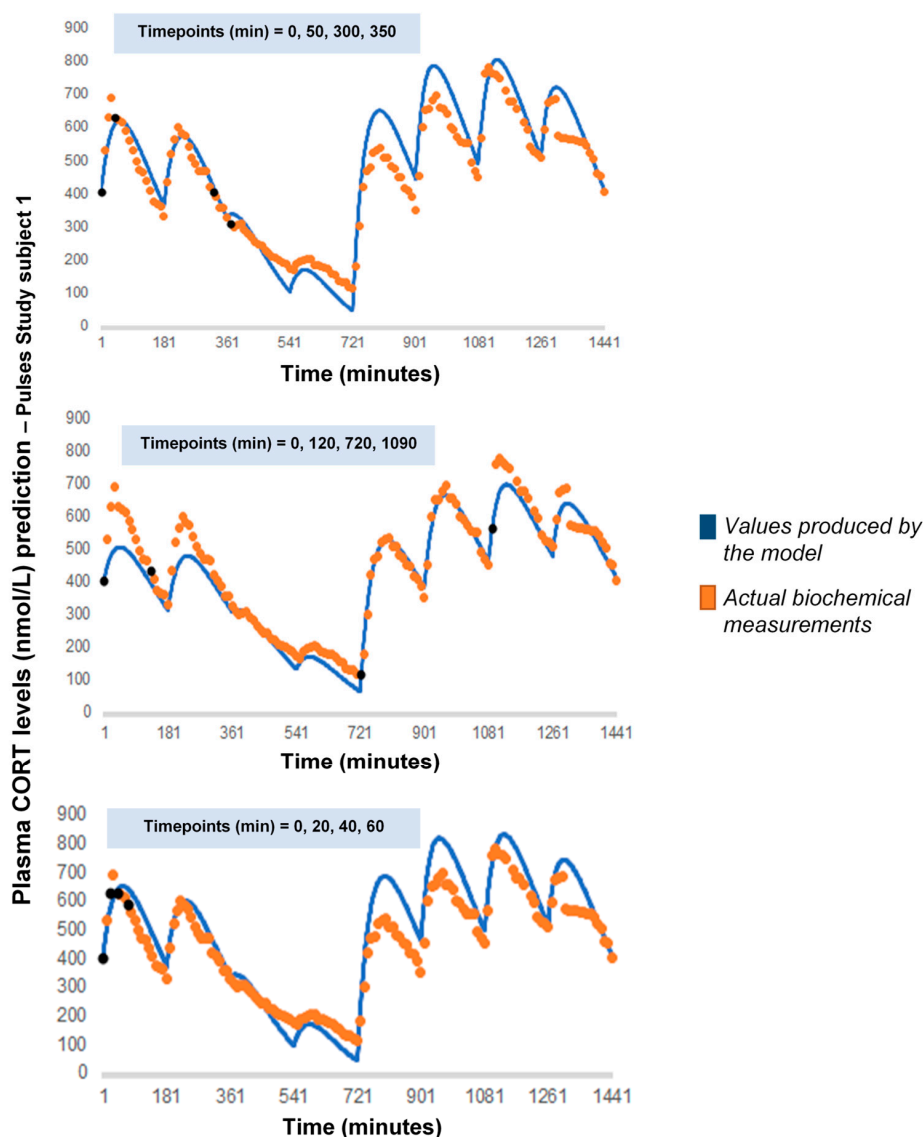 Plasma CORT levels (nmol/L) prediction – Pulses Study subject 1
Timepoints (min) = 0, 50, 300, 350
900
800
700
600
500
400
300
200
100
0
1 181 361 541 721 901 1081 1261 1441
Time (minutes)
Timepoints (min) = 0, 120, 720, 1090
900
800
700
600
500
400
300
200
100
0
1 181 361 541 721 901 1081 1261 1441
Time (minutes)
Timepoints (min) = 0, 20, 40, 60
900
800
700
600
500
400
300
200
100
0
1 181 361 541 721 901 1081 1261 1441
Time (minutes)
Values produced by
the model
Actual biochemical
measurements